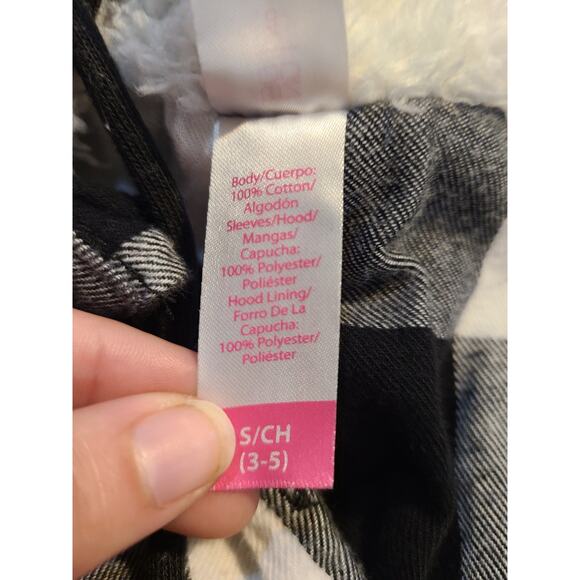 Body/Cuerpo:
100% Cotton/
Algodón
Sleeves/Hood/
Mangas/
Capucha:
100% Polyester/
Poliéster
Hood Lining/
Forro De La
Capucha:
100% Polyester/
Poliéster
S/CH
(3-5)